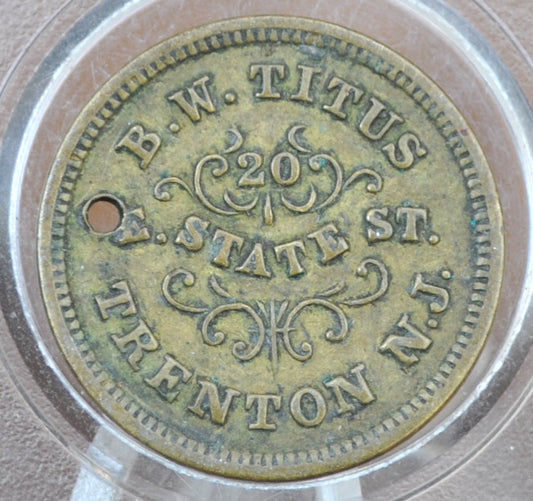 B. W. TITUS
20
E. STATE ST.
TRENTON N.J.